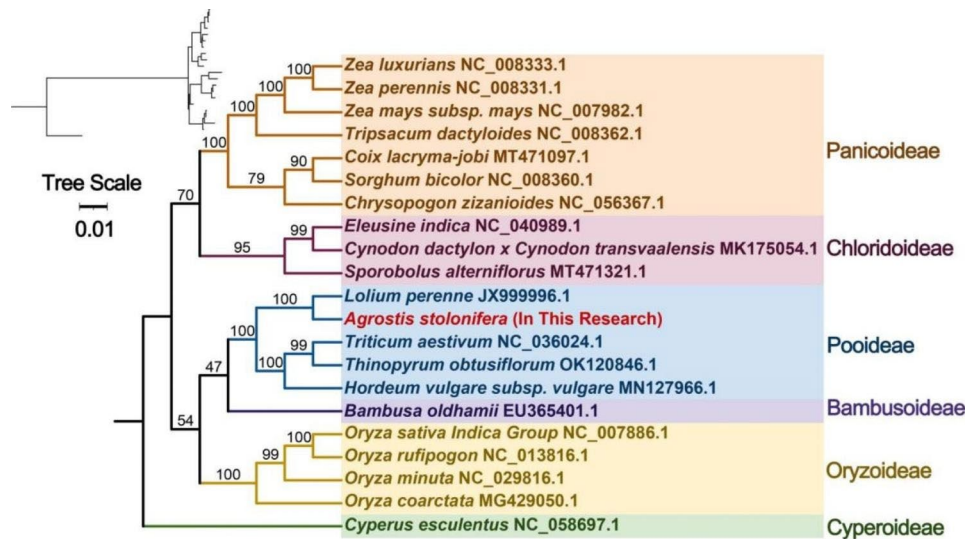 Tree Scale
0.01
100
100
100
100
90
79
70
99
95
100
100
99
100
47
54
100
99
100
Zea luxurians NC_008333.1
Zea perennis NC_008331.1
Zea mays subsp. mays NC_007982.1
Tripsacum dactyloides NC_008362.1
Coix lacryma-jobi MT471097.1
Sorghum bicolor NC_008360.1
Chrysopogon zizanioides NC_056367.1
Panicoideae
Eleusine indica NC_040989.1
Cynodon dactylon x Cynodon transvaalensis MK175054.1
Sporobolus alterniflorus MT471321.1
Chloridoideae
Lolium perenne JX999996.1
Agrostis stolonifera (In This Research)
Triticum aestivum NC_036024.1
Thinopyrum obtusiflorum OK120846.1
Hordeum vulgare subsp. vulgare MN127966.1
Pooideae
Bambusa oldhamii EU365401.1
Bambusoideae
Oryza sativa Indica Group NC_007886.1
Oryza rufipogon NC_013816.1
Oryza minuta NC_029816.1
Oryza coarctata MG429050.1
Oryzoideae
Cyperus esculentus NC_058697.1
Cyperoideae